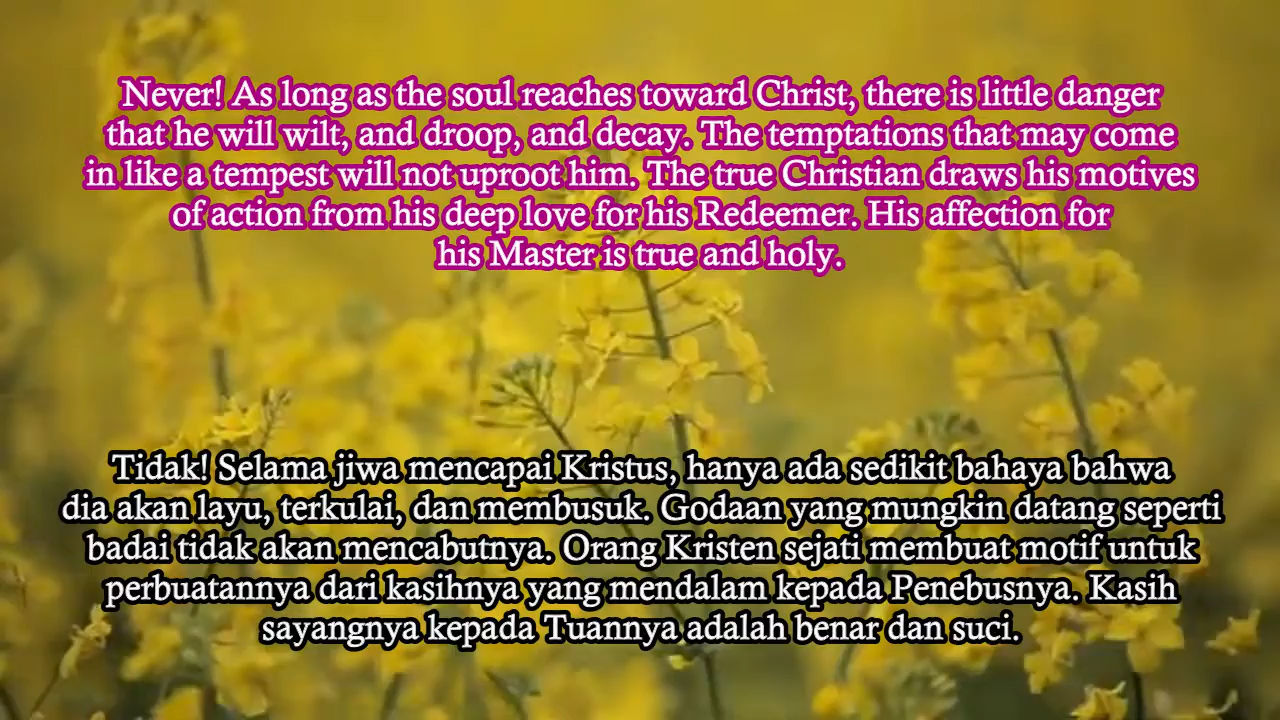 Never! As long as the soul reaches toward Christ, there is little danger
that he will wilt, and droop, and decay. The temptations that may come
in like a tempest will not uproot him. The true Christian draws his motives
of action from his deep love for his Redeemer. His affection for
his Master is true and holy.
Tidak! Selama jiwa mencapai Kristus, hanya ada sedikit bahaya bahwa
dia akan layu, terkulai, dan membusuk. Godaan yang mungkin datang seperti
badai tidak akan mencabutnya. Orang Kristen sejati membuat motif untuk
perbuatannya dari kasihnya yang mendalam kepada Penebusnya. Kasih
sayangnya kepada Tuannya adalah benar dan suci.